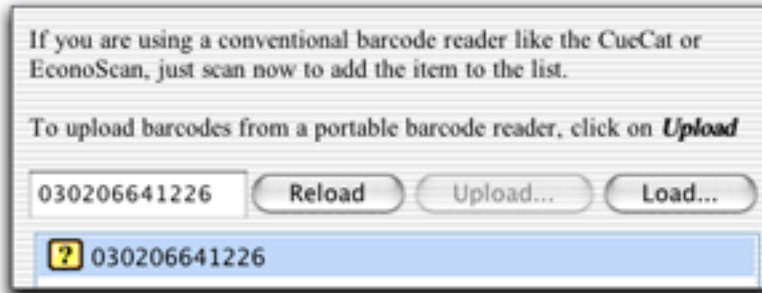 If you are using a conventional barcode reader like the CueCat or
EconoScan, just scan now to add the item to the list.
To upload barcodes from a portable barcode reader, click on Upload
030206641226 Reload Upload... Load...
? 030206641226